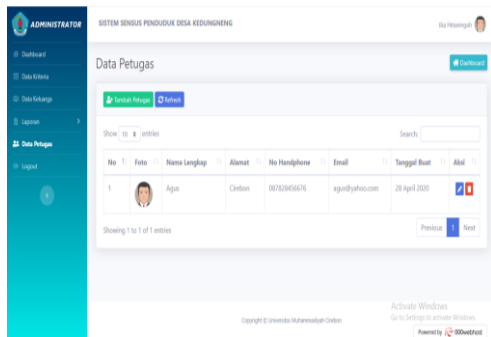 ADMINISTRATOR
SISTEM SENSUS PENDUDUK DESA KEDUNGNENG
Dashboard
Data Kriteria
Data Keluarga
Laporan
Data Petugas
Logout
Data Petugas
Dashboard
Tambah Petugas
Refresh
Show 10 entries
Search:
No Foto Nama Lengkap Alamat No Handphone Email Tanggal Buat Aksi
1 Agus Cirebon 087828456676 agus@yahoo.com 28 April 2020
Showing 1 to 1 of 1 entries
Previous 1 Next
Activate Windows
Go to Settings to activate Windows.
Copyright © Universitas Muhammadiyah Cirebon
Powered by 000webhost